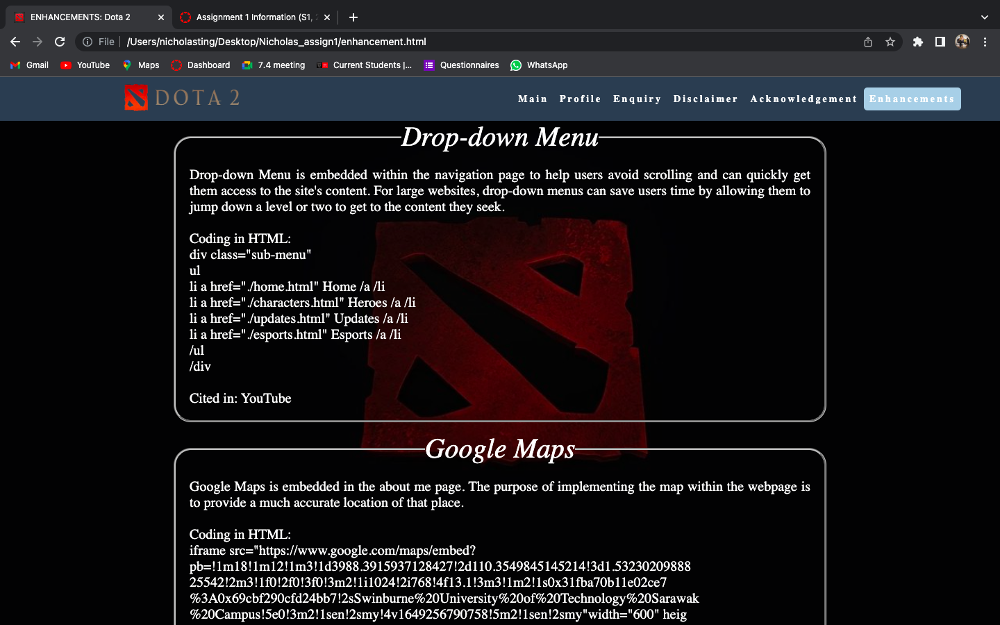 ENHANCEMENTS: Dota 2
Assignment 1 Information (S1,
File
/Users/nicholasting/Desktop/Nicholas_assign1/enhancement.html
Gmail
YouTube
Maps
Dashboard
7.4 meeting
Current Students |...
Questionnaires
WhatsApp
DOTA 2
Main
Profile
Enquiry
Disclaimer
Acknowledgement
Enhancements
Drop-down Menu
Drop-down Menu is embedded within the navigation page to help users avoid scrolling and can quickly get
them access to the site's content. For large websites, drop-down menus can save users time by allowing them to
jump down a level or two to get to the content they seek.
Coding in HTML:
div class="sub-menu"
ul
li a href="./home.html" Home /a /li
li a href="./characters.html" Heroes /a /li
li a href="./updates.html" Updates /a /li
li a href="./esports.html" Esports /a /li
/ul
/div
Cited in: YouTube
Google Maps
Google Maps is embedded in the about me page. The purpose of implementing the map within the webpage is
to provide a much accurate location of that place.
Coding in HTML:
iframe src="https://www.google.com/maps/embed?
pb=!1m18!1m12!1m3!1d3988.3915937128427!2d110.3549845145214!3d1.53230209888
25542!2m3!1f0!2f0!3f0!3m2!1i1024!2i768!4f13.1!3m3!1m2!1s0x31fba70b11e02ce7
%3A0x69cbf290cfd24bb7!2sSwinburne%20University%20of%20Technology%20Sarawak
%20Campus!5e0!3m2!1sen!2smy!4v1649256790758!5m2!1sen!2smy"width="600" heig